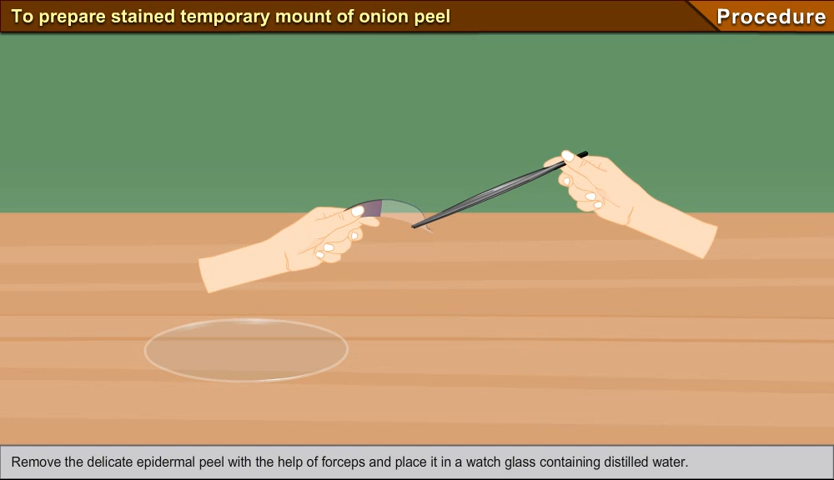 To prepare stained temporary mount of onion peel
Procedure
Remove the delicate epidermal peel with the help of forceps and place it in a watch glass containing distilled water.